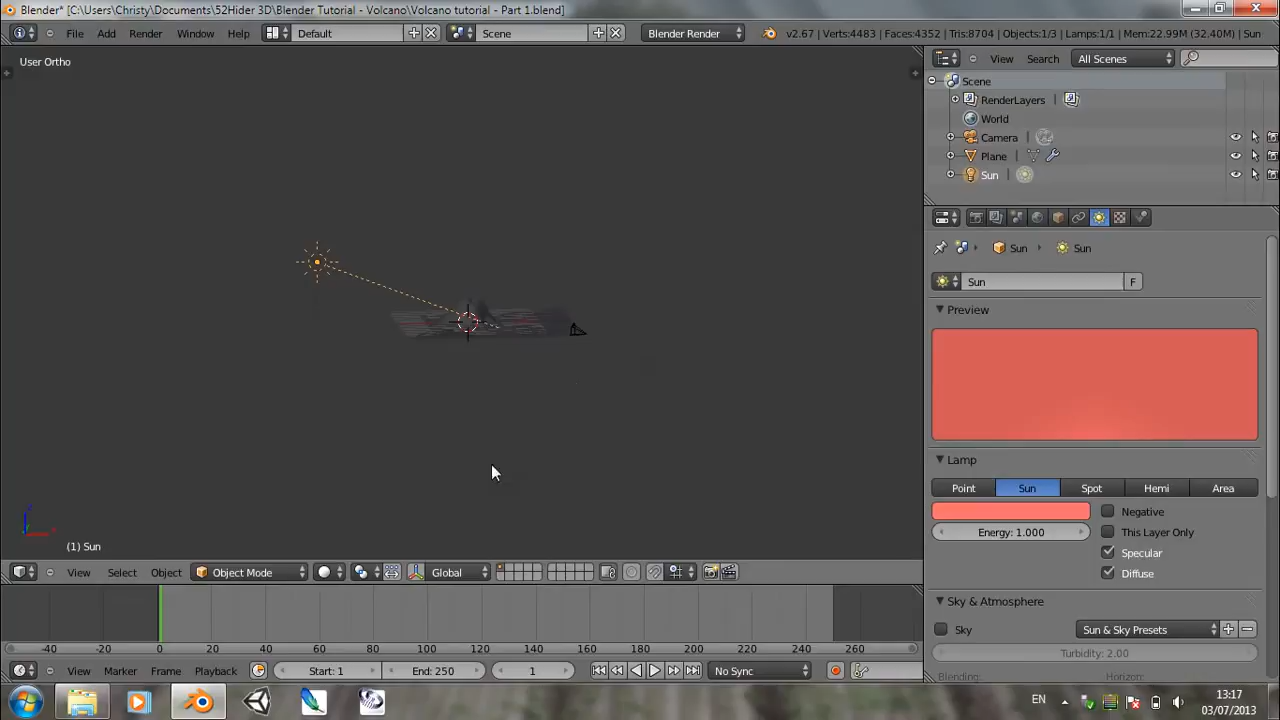 Blender* [C:\Users\Christy\Documents\52Hider 3D\Blender Tutorial - Volcano\Volcano tutorial - Part 1.blend]
File Add Render Window Help Default Scene Blender Render v2.67 | Verts:4483 | Faces:4352 | Tris:8704 | Objects:1/3 | Lamps:1/1 | Mem:22.99M (32.40M) | Sun
User Ortho
View Search All Scenes
Scene
RenderLayers
World
Camera
Plane
Sun
Sun Sun
Sun F
Preview
Lamp
Point Sun Spot Hemi Area
Negative
Energy: 1.000 This Layer Only
Specular
Diffuse
(1) Sun
View Select Object Object Mode Global
Sky & Atmosphere
Sky Sun & Sky Presets
Turbidity: 2.00
Blending: Horizon:
-40 -20 0 20 40 60 80 100 120 140 160 180 200 220 240 260
View Marker Frame Playback Start: 1 End: 250 1 No Sync
EN 13:17
03/07/2013